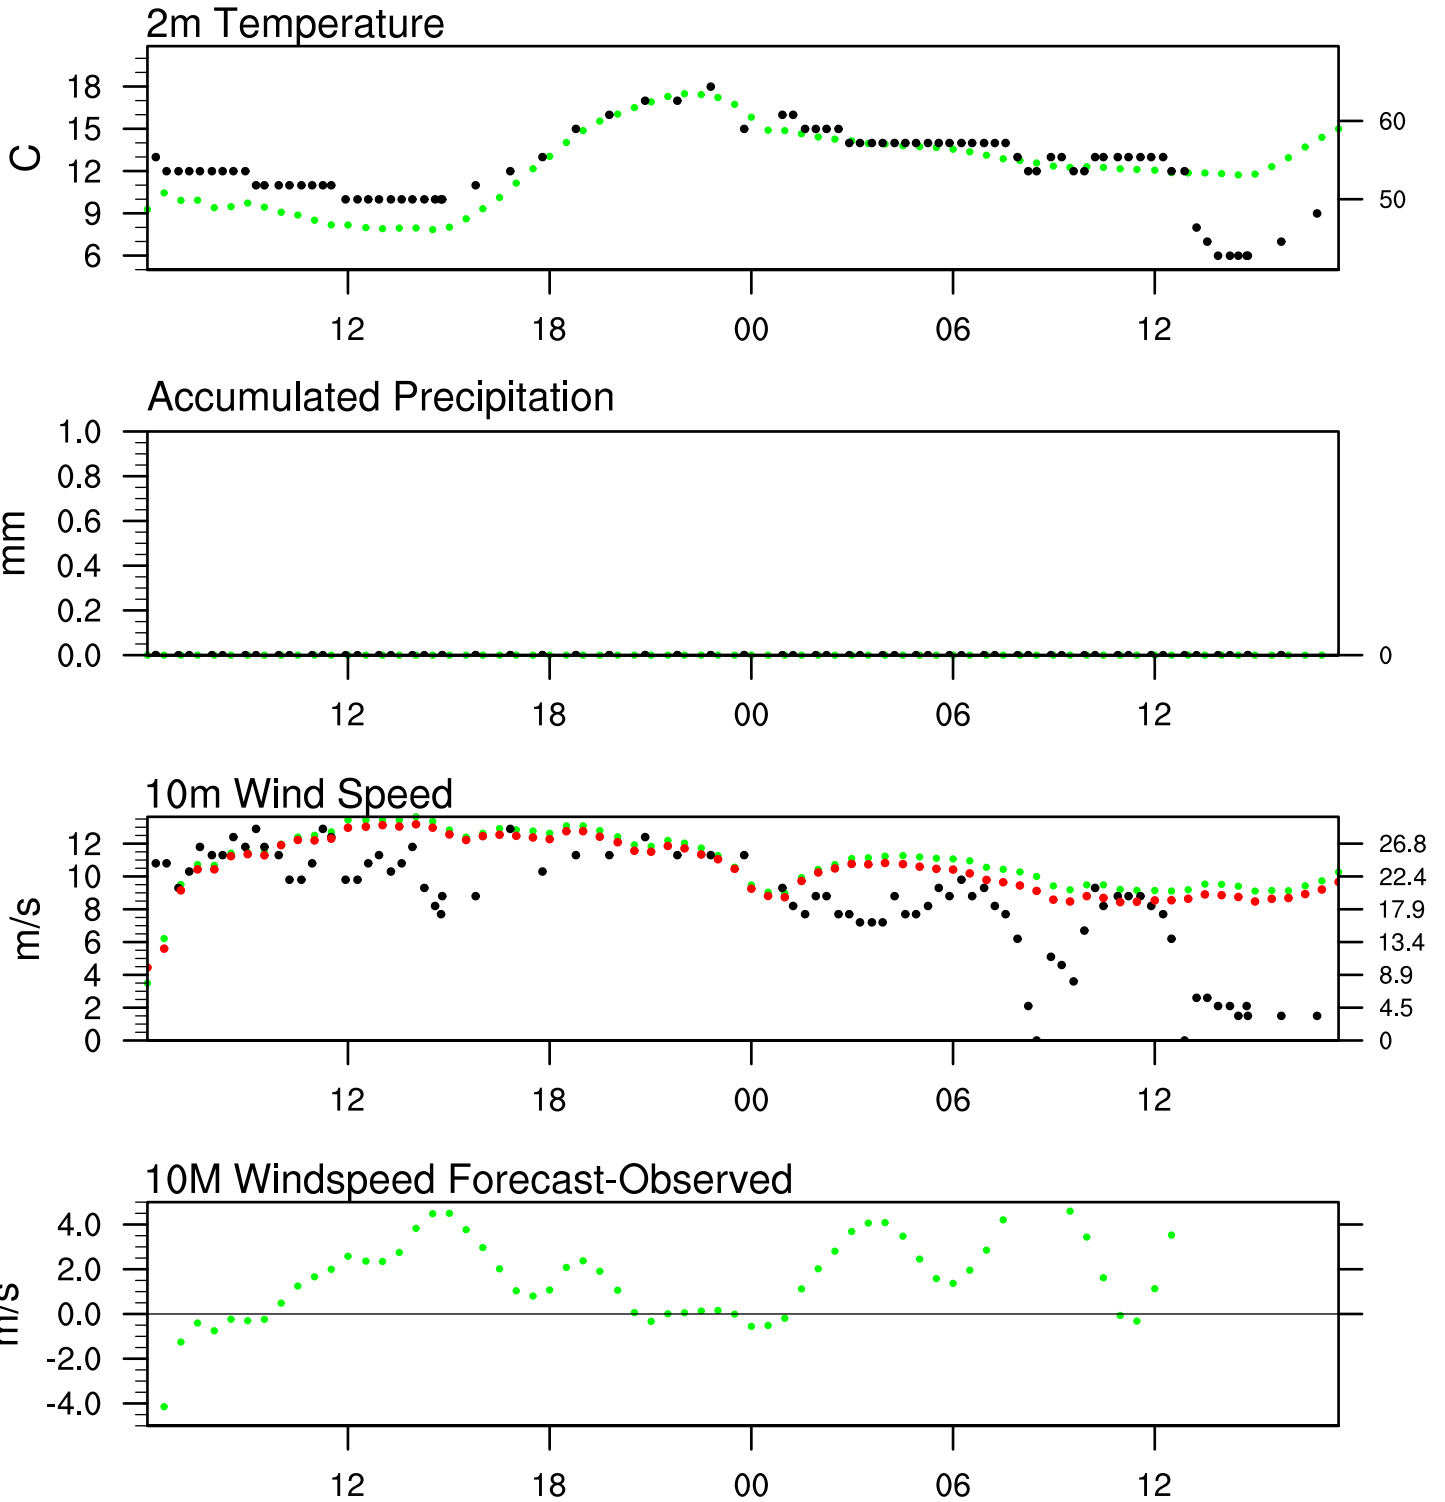 2m Temperature
18
15
12
9
6
C
60
50
12 18 00 06 12
Accumulated Precipitation
1.0
0.8
0.6
0.4
0.2
0.0
mm
0
12 18 00 06 12
10m Wind Speed
12
10
8
6
4
2
0
m/s
26.8
22.4
17.9
13.4
8.9
4.5
0
12 18 00 06 12
10M Windspeed Forecast-Observed
4.0
2.0
0.0
-2.0
-4.0
m/s
12 18 00 06 12